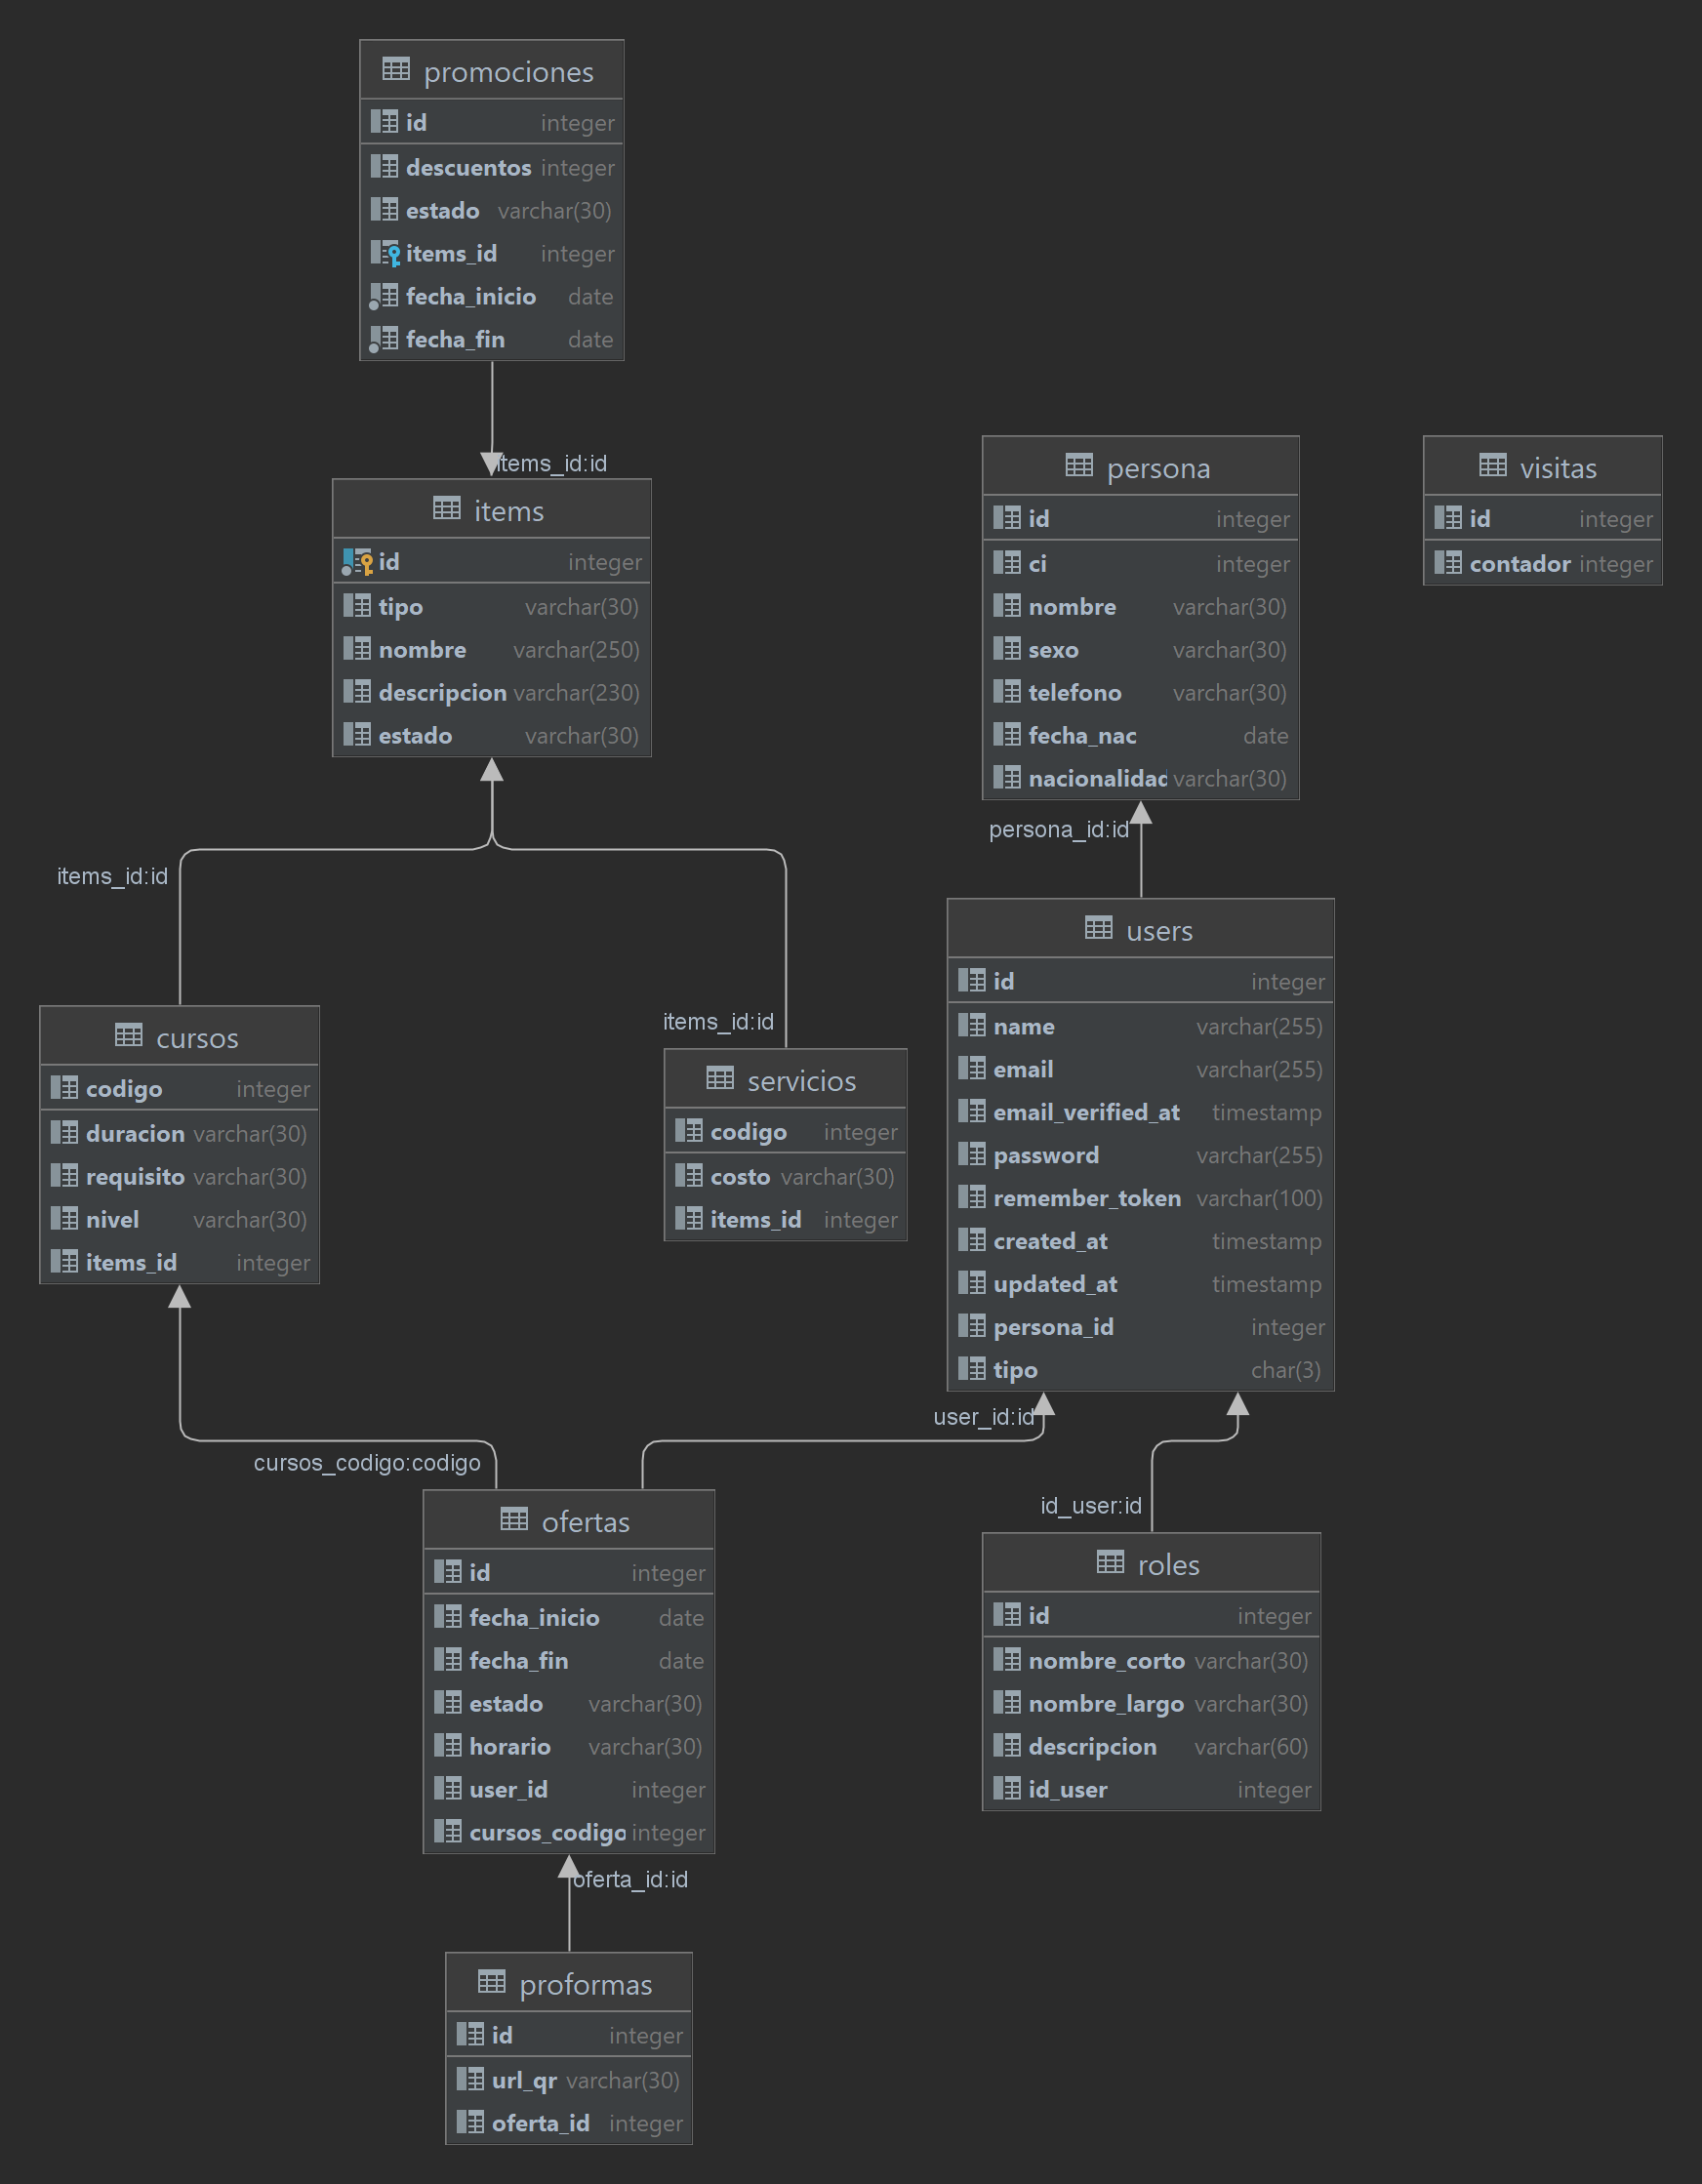 promociones
id integer
descuentos integer
estado varchar(30)
items_id integer
fecha_inicio date
fecha_fin date
items_id:id
items
id integer
tipo varchar(30)
nombre varchar(250)
descripcion varchar(230)
estado varchar(30)
persona
id integer
ci integer
nombre varchar(30)
sexo varchar(30)
telefono varchar(30)
fecha_nac date
nacionalidad varchar(30)
visitas
id integer
contador integer
persona_id:id
items_id:id
items_id:id
users
id integer
name varchar(255)
email varchar(255)
email_verified_at timestamp
password varchar(255)
remember_token varchar(100)
created_at timestamp
updated_at timestamp
persona_id integer
tipo char(3)
cursos
codigo integer
duracion varchar(30)
requisito varchar(30)
nivel varchar(30)
items_id integer
servicios
codigo integer
costo varchar(30)
items_id integer
user_id:id
cursos_codigo:codigo
id_user:id
ofertas
id integer
fecha_inicio date
fecha_fin date
estado varchar(30)
horario varchar(30)
user_id integer
cursos_codigo integer
roles
id integer
nombre_corto varchar(30)
nombre_largo varchar(30)
descripcion varchar(60)
id_user integer
oferta_id:id
proformas
id integer
url_qr varchar(30)
oferta_id integer